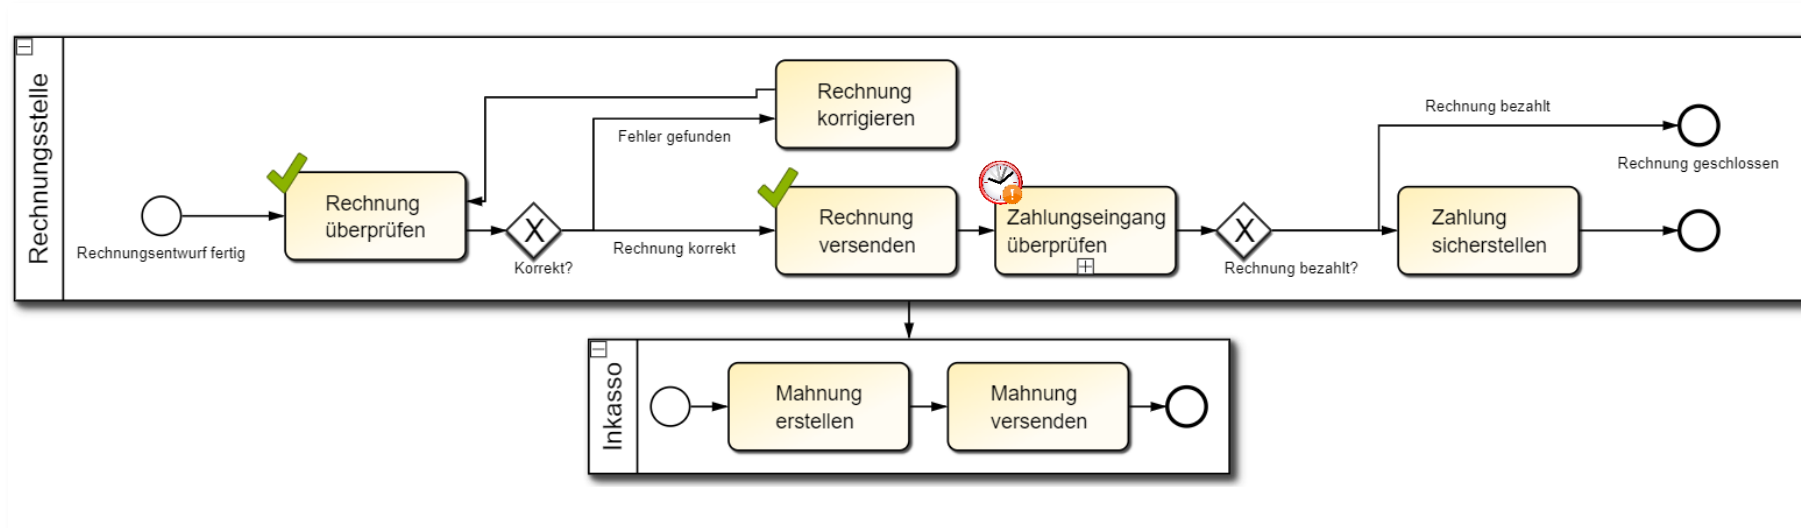 Rechnungsstelle
Rechnungsentwurf fertig
Rechnung
überprüfen
X
Korrekt?
Fehler gefunden
Rechnung
korrigieren
Rechnung korrekt
Rechnung
versenden
Zahlungseingang
überprüfen
X
Rechnung bezahlt?
Rechnung bezahlt
Rechnung geschlossen
Zahlung
sicherstellen
Inkasso
Mahnung
erstellen
Mahnung
versenden